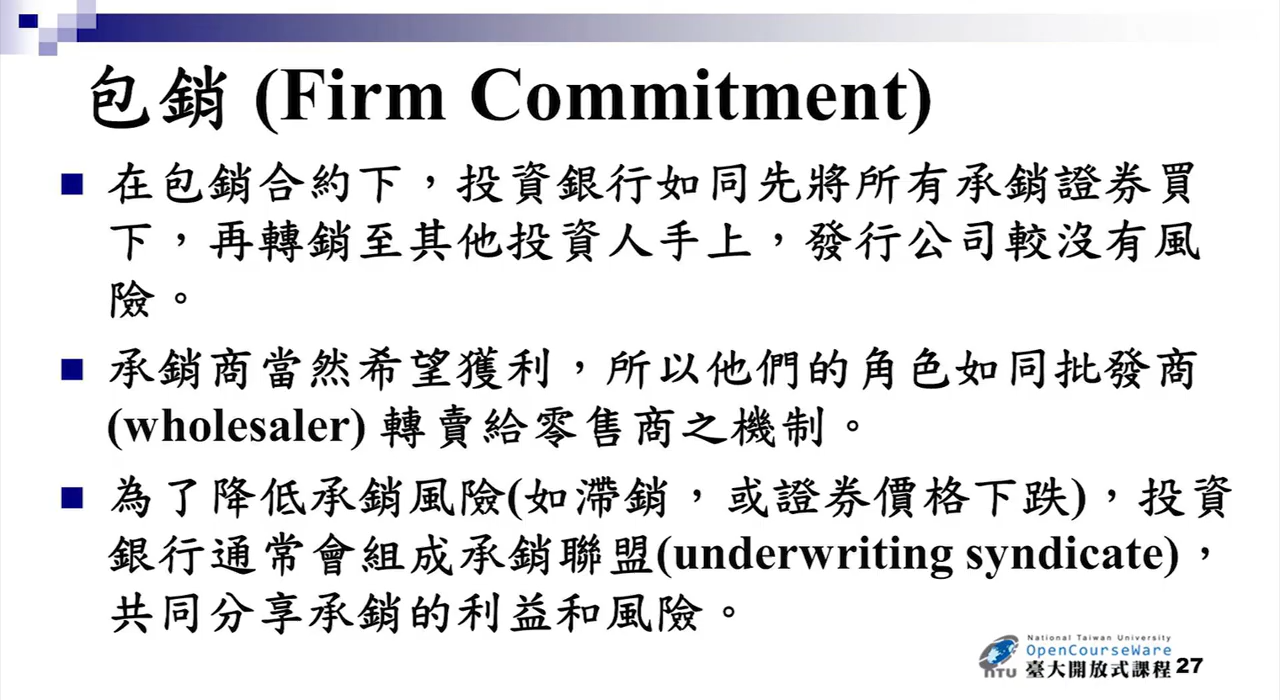 包銷 (Firm Commitment)
在包銷合約下，投資銀行如同先將所有承銷證券買
下，再轉銷至其他投資人手上，發行公司較沒有風
險。
承銷商當然希望獲利，所以他們的角色如同批發商
(wholesaler) 轉賣給零售商之機制。
為了降低承銷風險(如滯銷，或證券價格下跌)，投資
銀行通常會組成承銷聯盟(underwriting syndicate)，
共同分享承銷的利益和風險。
National Taiwan University
OpenCourseWare
NTU 臺大開放式課程 27